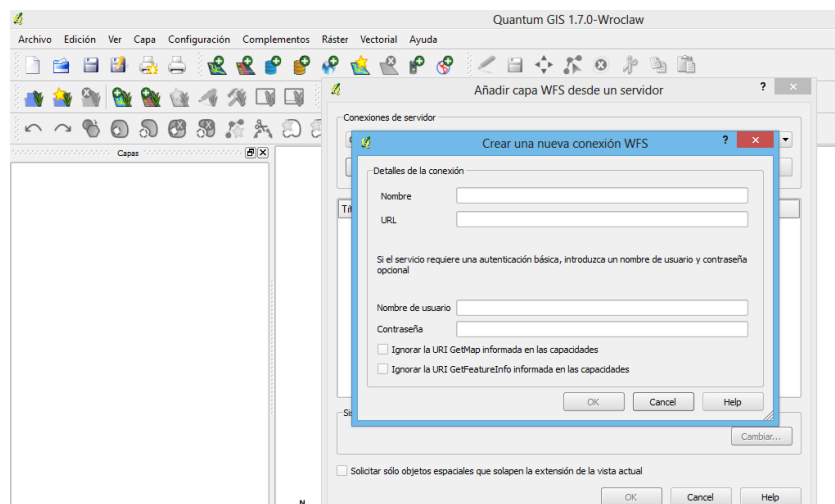 Quantum GIS 1.7.0-Wroclaw
Archivo Edición Ver Capa Configuración Complementos Ráster Vectorial Ayuda
Capas
Añadir capa WFS desde un servidor
?
Conexiones de servidor
Crear una nueva conexión WFS
?
Detalles de la conexión
Nombre
URL
Si el servicio requiere una autenticación básica, introduzca un nombre de usuario y contraseña
opcional
Nombre de usuario
Contraseña
Ignorar la URI GetMap informada en las capacidades
Ignorar la URI GetFeatureInfo informada en las capacidades
OK Cancel Help
Cambiar...
Solicitar sólo objetos espaciales que solapen la extensión de la vista actual
OK Cancel Help